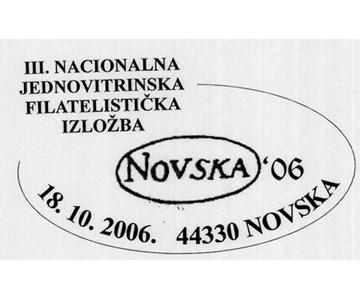 III. NACIONALNA
JEDNOVITRINSKA
FILATELISTIČKA
IZLOŽBA
NOVSKA '06
18. 10. 2006. 44330 NOVSKA